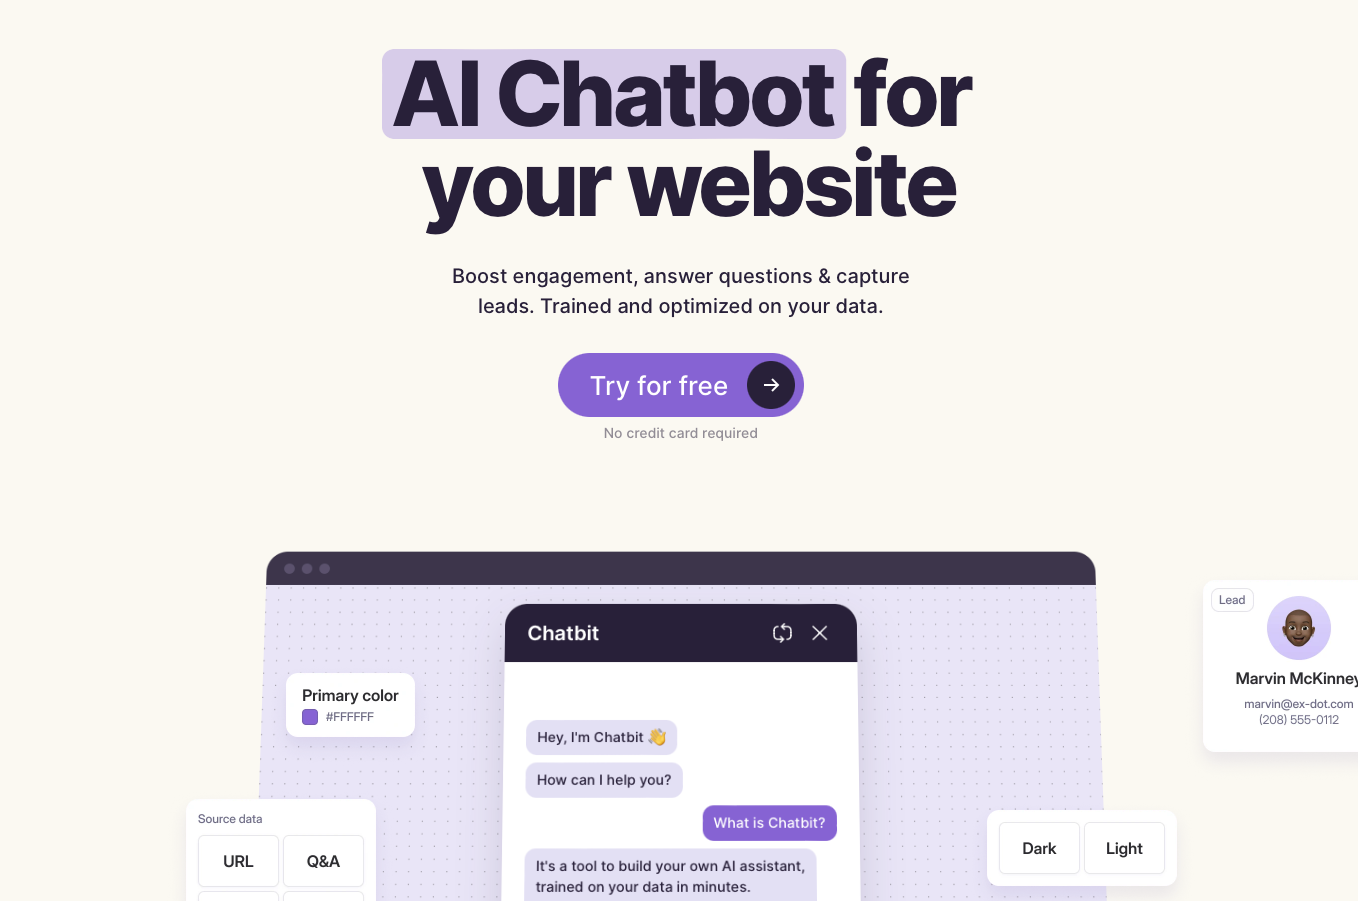 AI Chatbot for
your website
Boost engagement, answer questions & capture
leads. Trained and optimized on your data.
Try for free
No credit card required
Chatbit
Primary color
#FFFFFF
Hey, I'm Chatbit 👋
How can I help you?
What is Chatbit?
It's a tool to build your own AI assistant,
trained on your data in minutes.
Source data
URL
Q&A
Lead
Marvin McKinney
marvin@ex-dot.com
(208) 555-0112
Dark
Light